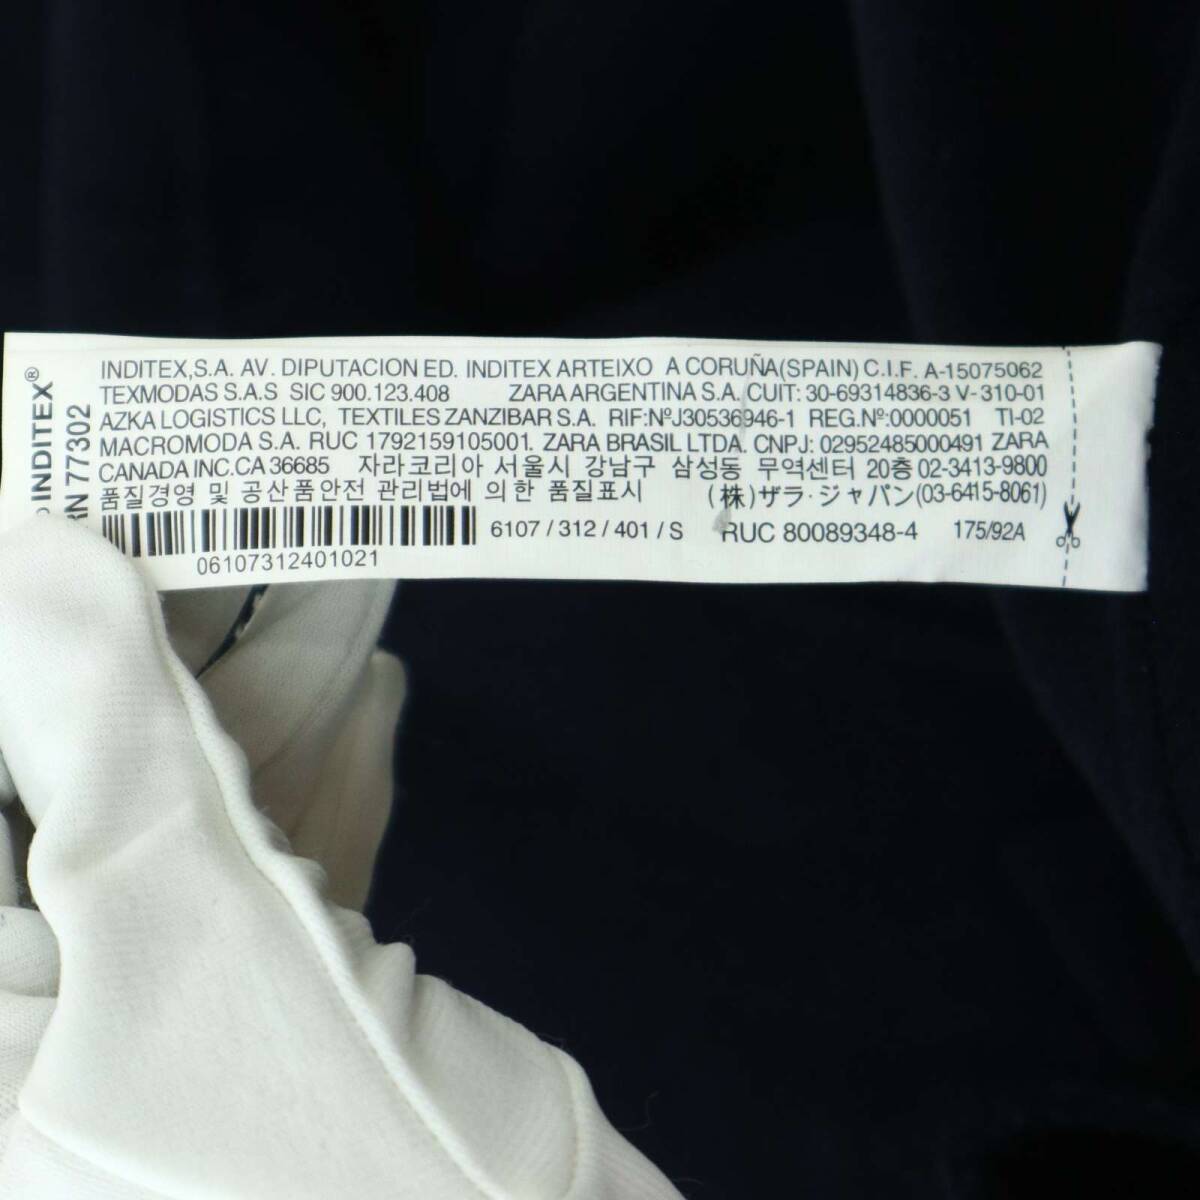 © INDITEX®
RN 77302
INDITEX,S.A. AV. DIPUTACION ED. INDITEX ARTEIXO A CORUÑA(SPAIN) C.I.F. A-15075062
TEXMODAS S.A.S SIC 900.123.408 ZARA ARGENTINA S.A. CUIT: 30-69314836-3 V-310-01
AZKA LOGISTICS LLC, TEXTILES ZANZIBAR S.A. RIF:NºJ30536946-1 REG.Nº:0000051 TI-02
MACROMODA S.A. RUC 1792159105001. ZARA BRASIL LTDA. CNPJ: 02952485000491 ZARA
CANADA INC.CA 36685 자라코리아 서울시 강남구 삼성동 무역센터 20층 02-3413-9800
품질경영 및 공산품안전 관리법에 의한 품질표시 (株)ザラ・ジャパン(03-6415-8061)
6107 / 312 / 401 / S RUC 80089348-4 175/92A
06107312401021